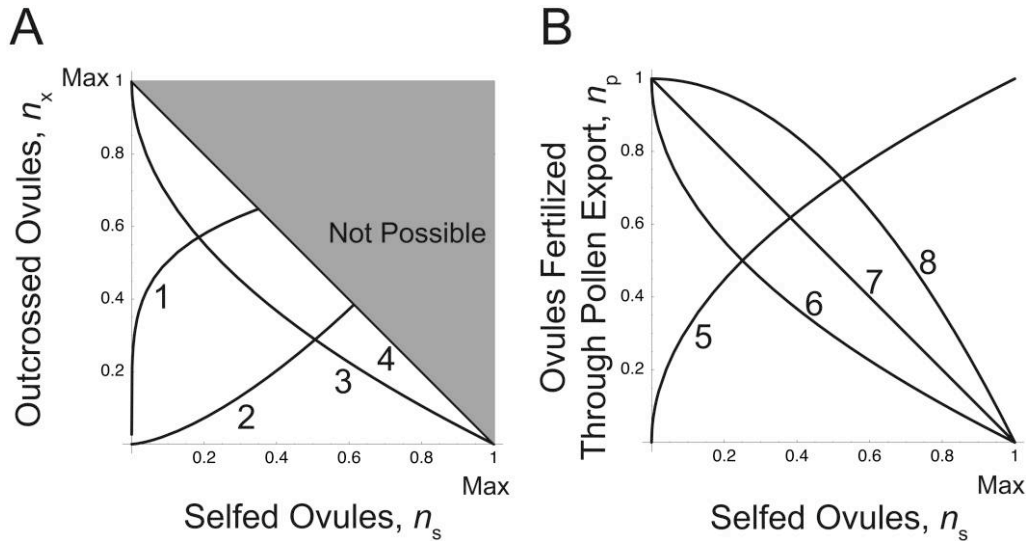 A
Outcrossed Ovules, nx
Max 1
0.8
0.6
0.4
0.2
Not Possible
1
2
3
4
0.2
0.4
0.6
0.8
1
Max
Selfed Ovules, ns
B
Ovules Fertilized
Through Pollen Export, np
1
0.8
0.6
0.4
0.2
5
6
7
8
0.2
0.4
0.6
0.8
1
Max
Selfed Ovules, ns